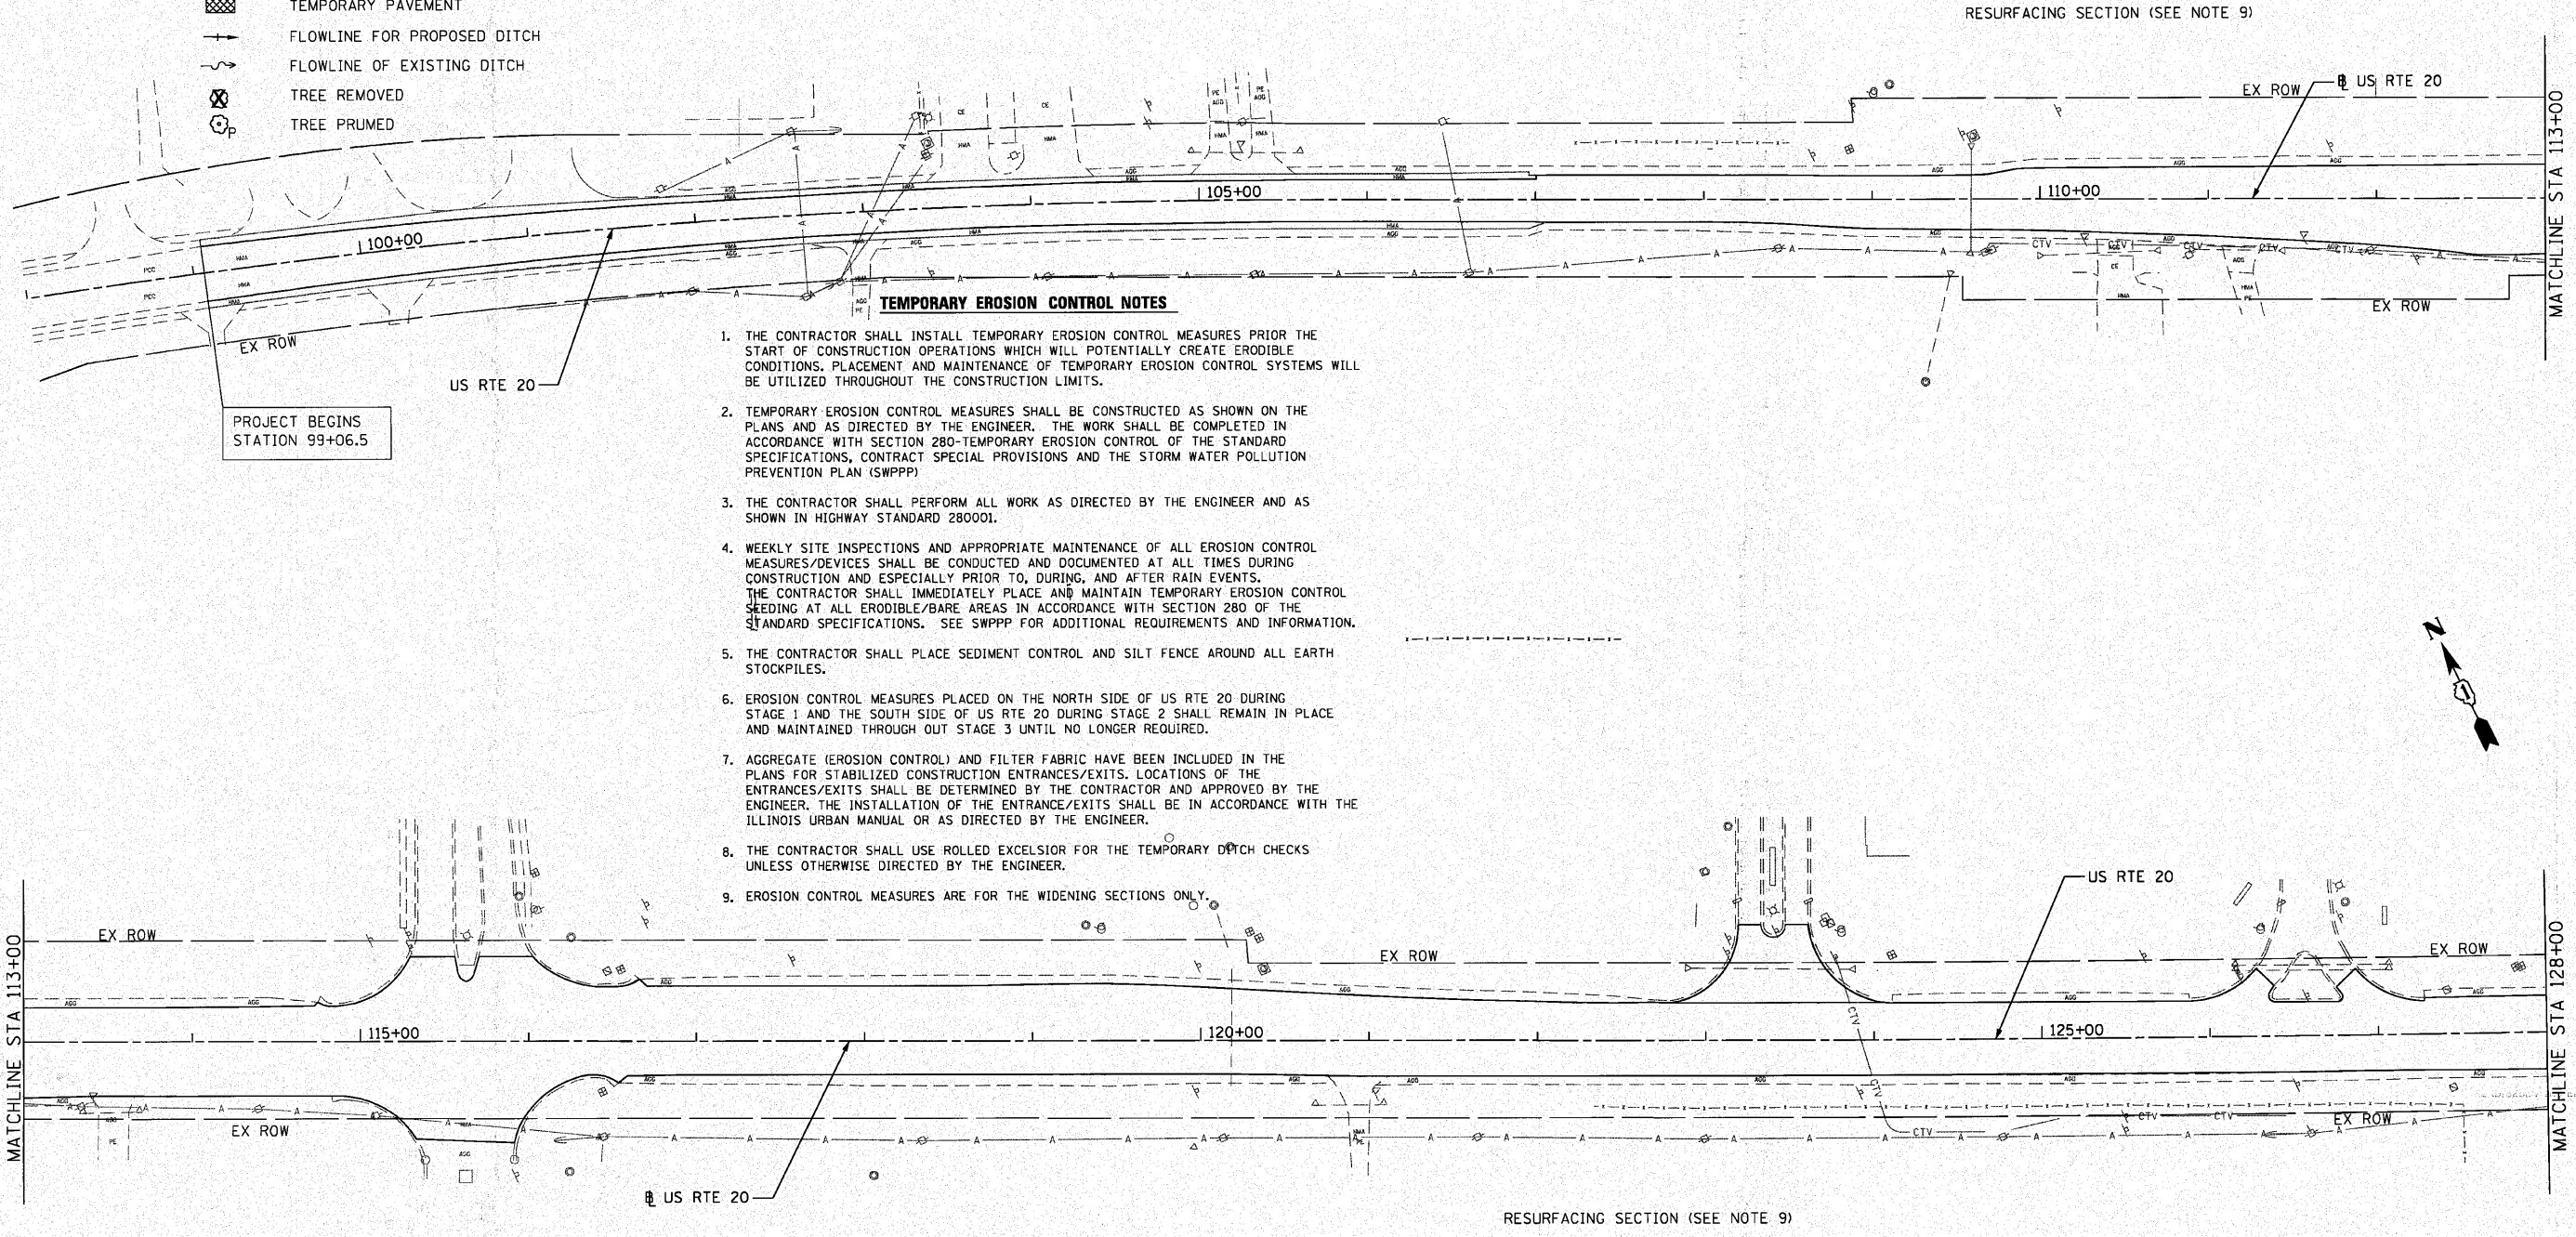 TEMPORARY PAVEMENT
FLOWLINE FOR PROPOSED DITCH
FLOWLINE OF EXISTING DITCH
TREE REMOVED
P TREE PRUMED
RESURFACING SECTION (SEE NOTE 9)
EX ROW
℄ US RTE 20
MATCHLINE STA 113+00
100+00
105+00
110+00
EX ROW
EX ROW
US RTE 20
PROJECT BEGINS
STATION 99+06.5
TEMPORARY EROSION CONTROL NOTES
1. THE CONTRACTOR SHALL INSTALL TEMPORARY EROSION CONTROL MEASURES PRIOR THE
START OF CONSTRUCTION OPERATIONS WHICH WILL POTENTIALLY CREATE ERODIBLE
CONDITIONS. PLACEMENT AND MAINTENANCE OF TEMPORARY EROSION CONTROL SYSTEMS WILL
BE UTILIZED THROUGHOUT THE CONSTRUCTION LIMITS.
2. TEMPORARY EROSION CONTROL MEASURES SHALL BE CONSTRUCTED AS SHOWN ON THE
PLANS AND AS DIRECTED BY THE ENGINEER. THE WORK SHALL BE COMPLETED IN
ACCORDANCE WITH SECTION 280-TEMPORARY EROSION CONTROL OF THE STANDARD
SPECIFICATIONS, CONTRACT SPECIAL PROVISIONS AND THE STORM WATER POLLUTION
PREVENTION PLAN (SWPPP)
3. THE CONTRACTOR SHALL PERFORM ALL WORK AS DIRECTED BY THE ENGINEER AND AS
SHOWN IN HIGHWAY STANDARD 280001.
4. WEEKLY SITE INSPECTIONS AND APPROPRIATE MAINTENANCE OF ALL EROSION CONTROL
MEASURES/DEVICES SHALL BE CONDUCTED AND DOCUMENTED AT ALL TIMES DURING
CONSTRUCTION AND ESPECIALLY PRIOR TO, DURING, AND AFTER RAIN EVENTS.
THE CONTRACTOR SHALL IMMEDIATELY PLACE AND MAINTAIN TEMPORARY EROSION CONTROL
SEEDING AT ALL ERODIBLE/BARE AREAS IN ACCORDANCE WITH SECTION 280 OF THE
STANDARD SPECIFICATIONS. SEE SWPPP FOR ADDITIONAL REQUIREMENTS AND INFORMATION.
5. THE CONTRACTOR SHALL PLACE SEDIMENT CONTROL AND SILT FENCE AROUND ALL EARTH
STOCKPILES.
6. EROSION CONTROL MEASURES PLACED ON THE NORTH SIDE OF US RTE 20 DURING
STAGE 1 AND THE SOUTH SIDE OF US RTE 20 DURING STAGE 2 SHALL REMAIN IN PLACE
AND MAINTAINED THROUGH OUT STAGE 3 UNTIL NO LONGER REQUIRED.
7. AGGREGATE (EROSION CONTROL) AND FILTER FABRIC HAVE BEEN INCLUDED IN THE
PLANS FOR STABILIZED CONSTRUCTION ENTRANCES/EXITS. LOCATIONS OF THE
ENTRANCES/EXITS SHALL BE DETERMINED BY THE CONTRACTOR AND APPROVED BY THE
ENGINEER. THE INSTALLATION OF THE ENTRANCE/EXITS SHALL BE IN ACCORDANCE WITH THE
ILLINOIS URBAN MANUAL OR AS DIRECTED BY THE ENGINEER.
8. THE CONTRACTOR SHALL USE ROLLED EXCELSIOR FOR THE TEMPORARY DITCH CHECKS
UNLESS OTHERWISE DIRECTED BY THE ENGINEER.
9. EROSION CONTROL MEASURES ARE FOR THE WIDENING SECTIONS ONLY.
N
MATCHLINE STA 113+00
EX ROW
EX ROW
US RTE 20
EX ROW
MATCHLINE STA 128+00
115+00
120+00
125+00
EX ROW
CTV
CTV
CTV
CTV
CTV
EX ROW
℄ US RTE 20
RESURFACING SECTION (SEE NOTE 9)